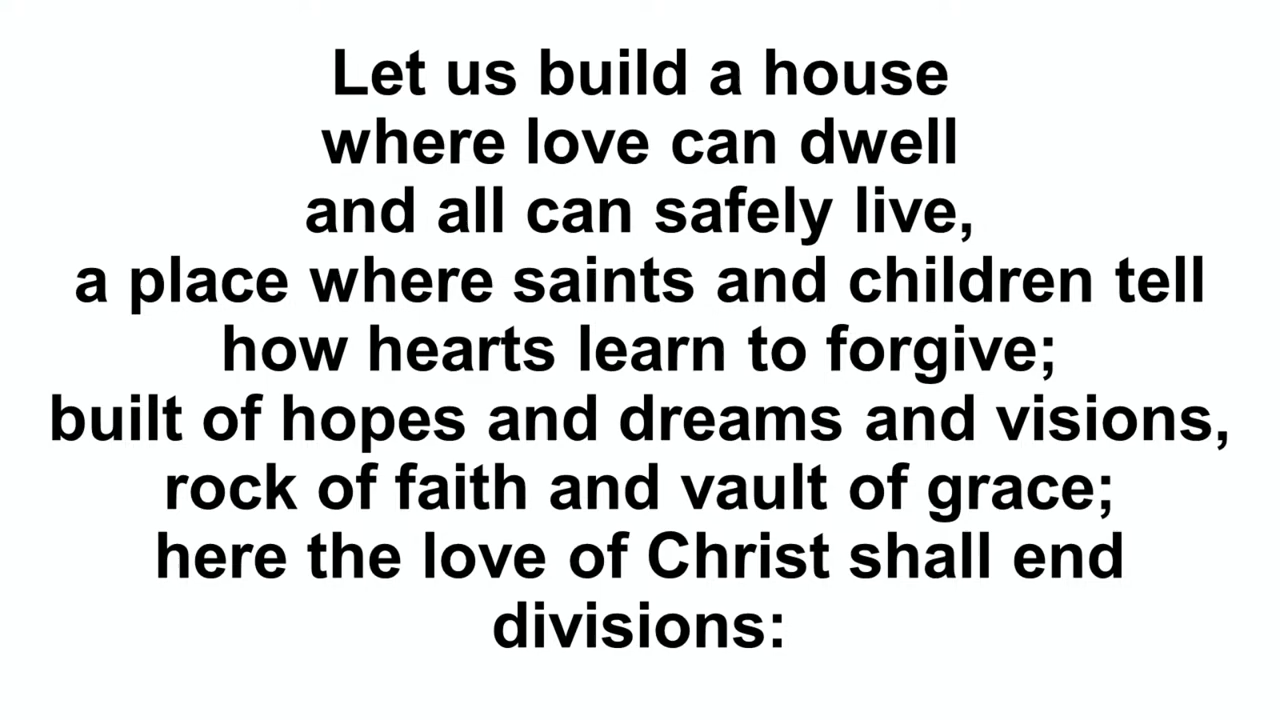 Let us build a house
where love can dwell
and all can safely live,
a place where saints and children tell
how hearts learn to forgive;
built of hopes and dreams and visions,
rock of faith and vault of grace;
here the love of Christ shall end
divisions: